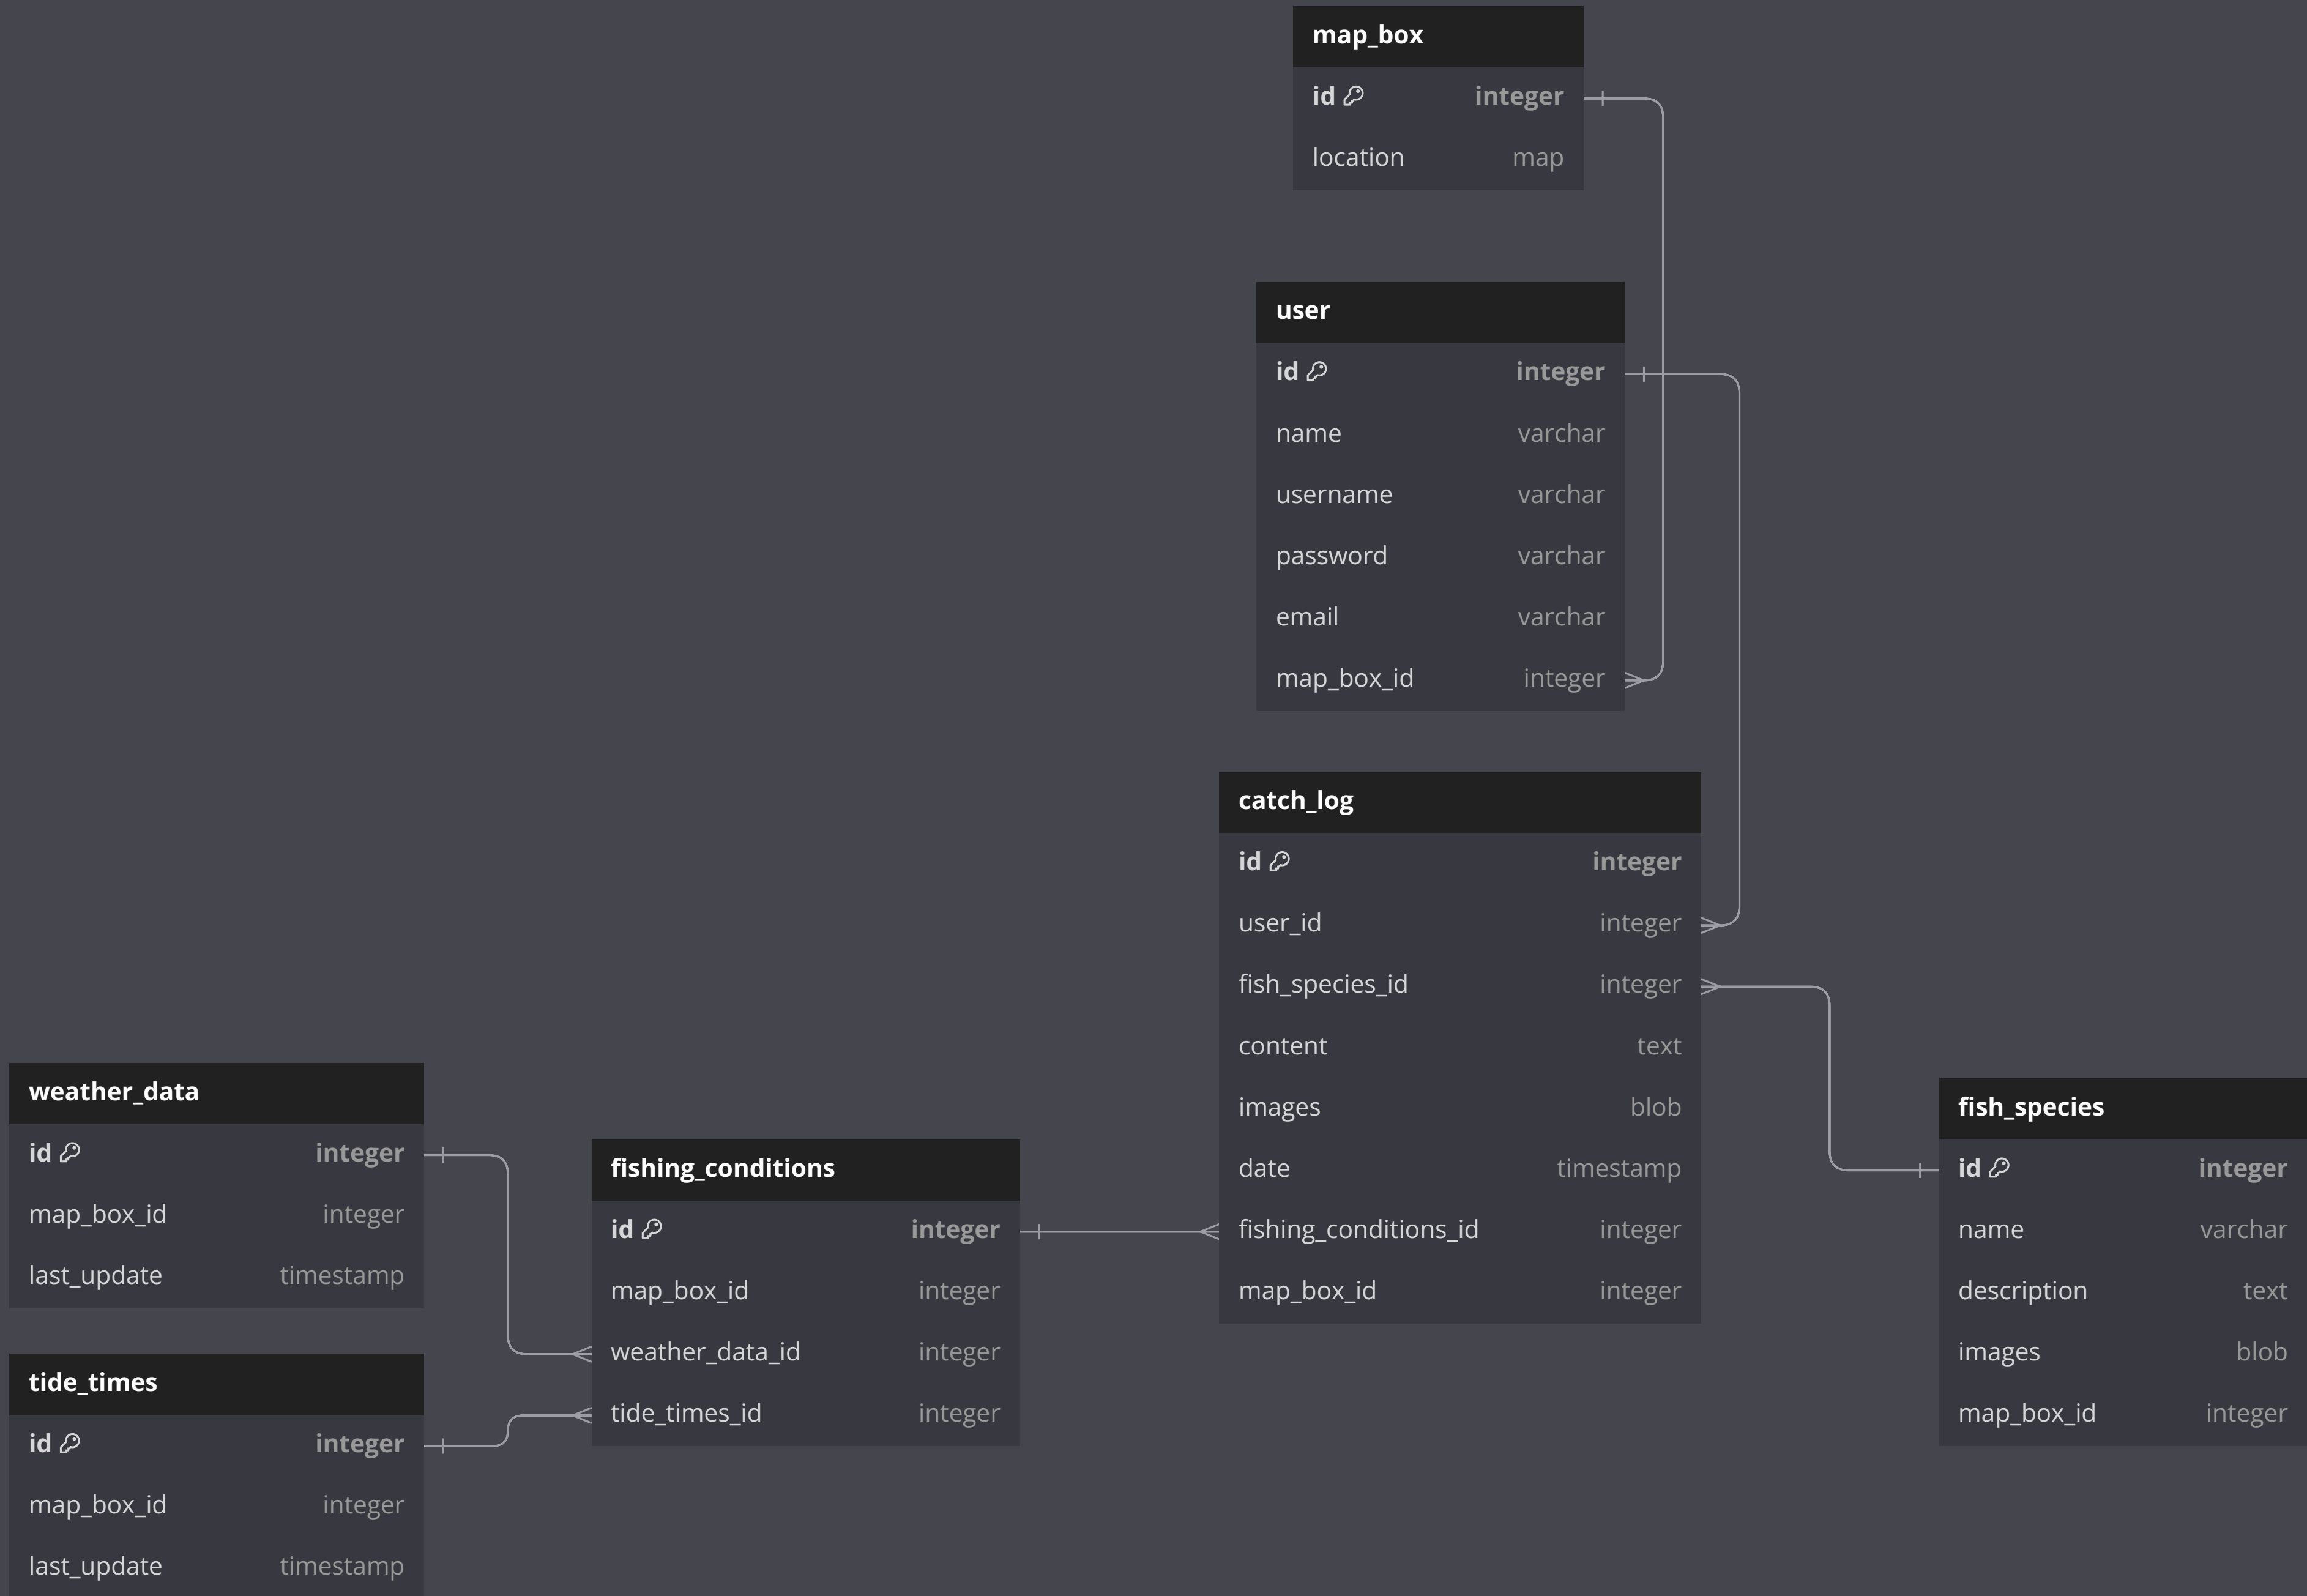 map_box
id integer
location map
user
id integer
name varchar
username varchar
password varchar
email varchar
map_box_id integer
catch_log
id integer
user_id integer
fish_species_id integer
content text
images blob
date timestamp
fishing_conditions_id integer
map_box_id integer
weather_data
id integer
map_box_id integer
last_update timestamp
tide_times
id integer
map_box_id integer
last_update timestamp
fishing_conditions
id integer
map_box_id integer
weather_data_id integer
tide_times_id integer
fish_species
id integer
name varchar
description text
images blob
map_box_id integer